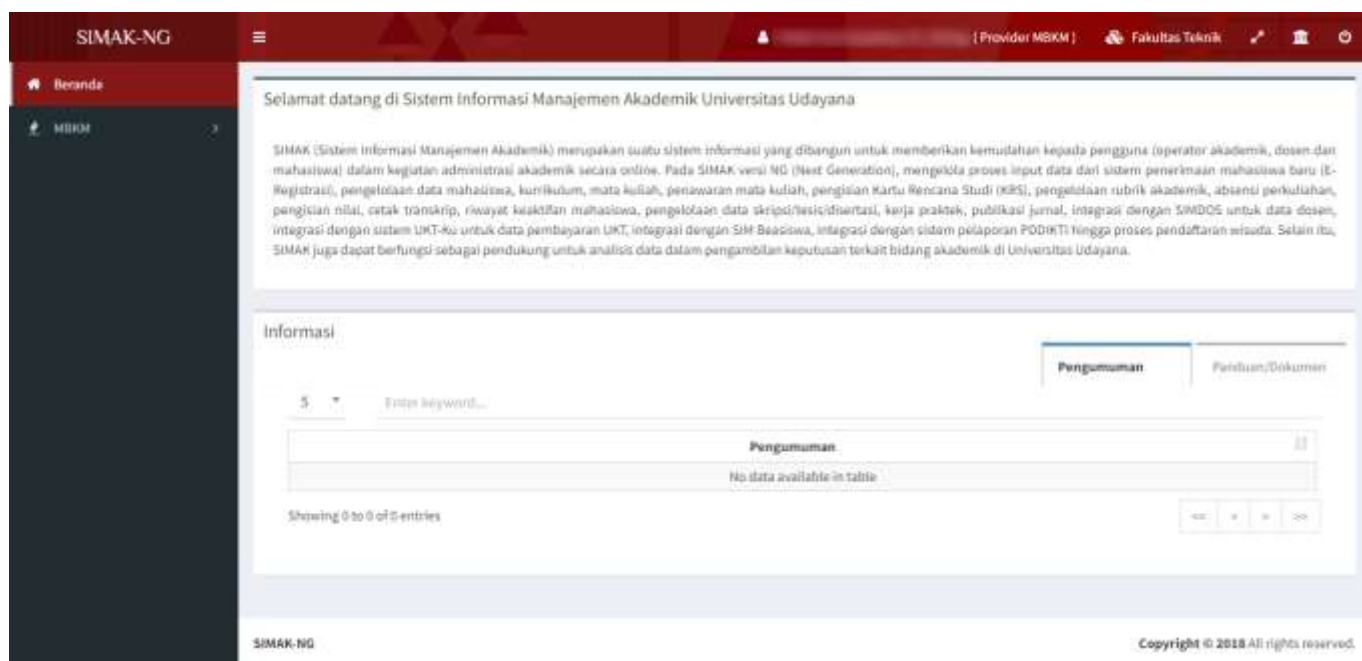 SIMAK-NG
( Provider MBKM )
Fakultas Teknik
Beranda
MBKM
Selamat datang di Sistem Informasi Manajemen Akademik Universitas Udayana
SIMAK (Sistem Informasi Manajemen Akademik) merupakan suatu sistem informasi yang dibangun untuk memberikan kemudahan kepada pengguna (operator akademik, dosen dan
mahasiswa) dalam kegiatan administrasi akademik secara online. Pada SIMAK versi NG (Next Generation), mengelola proses input data dari sistem penerimaan mahasiswa baru (E-
Registrasi), pengelolaan data mahasiswa, kurrikulum, mata kuliah, penawaran mata kuliah, pengisian Kartu Rencana Studi (KRS), pengelolaan rubrik akademik, absensi perkuliahan,
pengisian nilai, cetak transkrip, riwayat keaktifan mahasiswa, pengelolaan data skripsi/tesis/disertasi, kerja praktek, publikasi jurnal, integrasi dengan SIMDOS untuk data dosen,
integrasi dengan sistem UKT-Ku untuk data pembayaran UKT, integrasi dengan SIM Beasiswa, integrasi dengan sistem pelaporan PDDIKTI hingga proses pendaftaran wisuda. Selain itu,
SIMAK juga dapat berfungsi sebagai pendukung untuk analisis data dalam pengambilan keputusan terkait bidang akademik di Universitas Udayana.
Informasi
Pengumuman
Panduan/Dokumen
5
Enter keyword...
Pengumuman
No data available in table
Showing 0 to 0 of 0 entries
<< < > >>
SIMAK-NG
Copyright © 2018 All rights reserved.